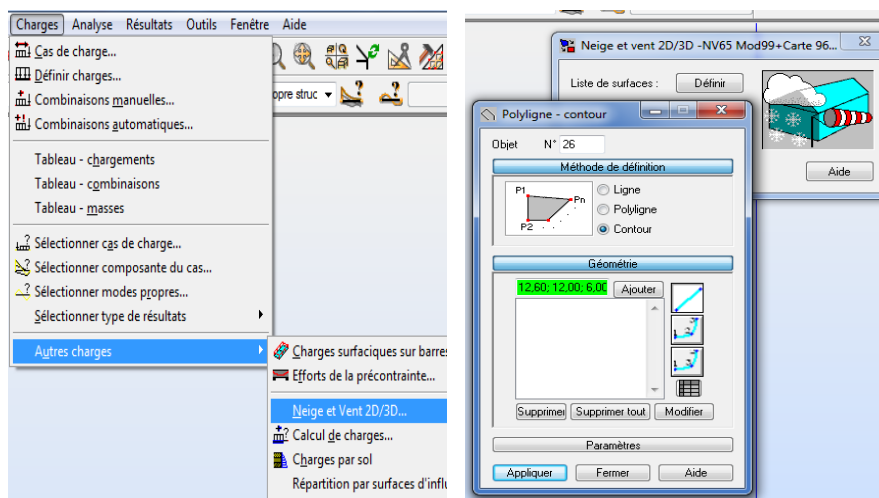 Charges Analyse Résultats Outils Fenêtre Aide
Cas de charge...
Définir charges...
Combinaisons manuelles...
Combinaisons automatiques...
Tableau - chargements
Tableau - combinaisons
Tableau - masses
Sélectionner cas de charge...
Sélectionner composante du cas...
Sélectionner modes propres...
Sélectionner type de résultats
Autres charges
opre struc
Charges surfaciques sur barres
Efforts de la précontrainte...
Neige et Vent 2D/3D...
Calcul de charges...
Charges par sol
Répartition par surfaces d'influ
Neige et vent 2D/3D -NV65 Mod99+Carte 96...
Liste de surfaces : Définir
Aide
Polyligne - contour
Objet N° 26
Méthode de définition
P1
Pn
P2
Ligne
Polyligne
Contour
Géométrie
12,60; 12,00; 6,00 Ajouter
Supprimer Supprimer tout Modifier
Paramètres
Appliquer Fermer Aide